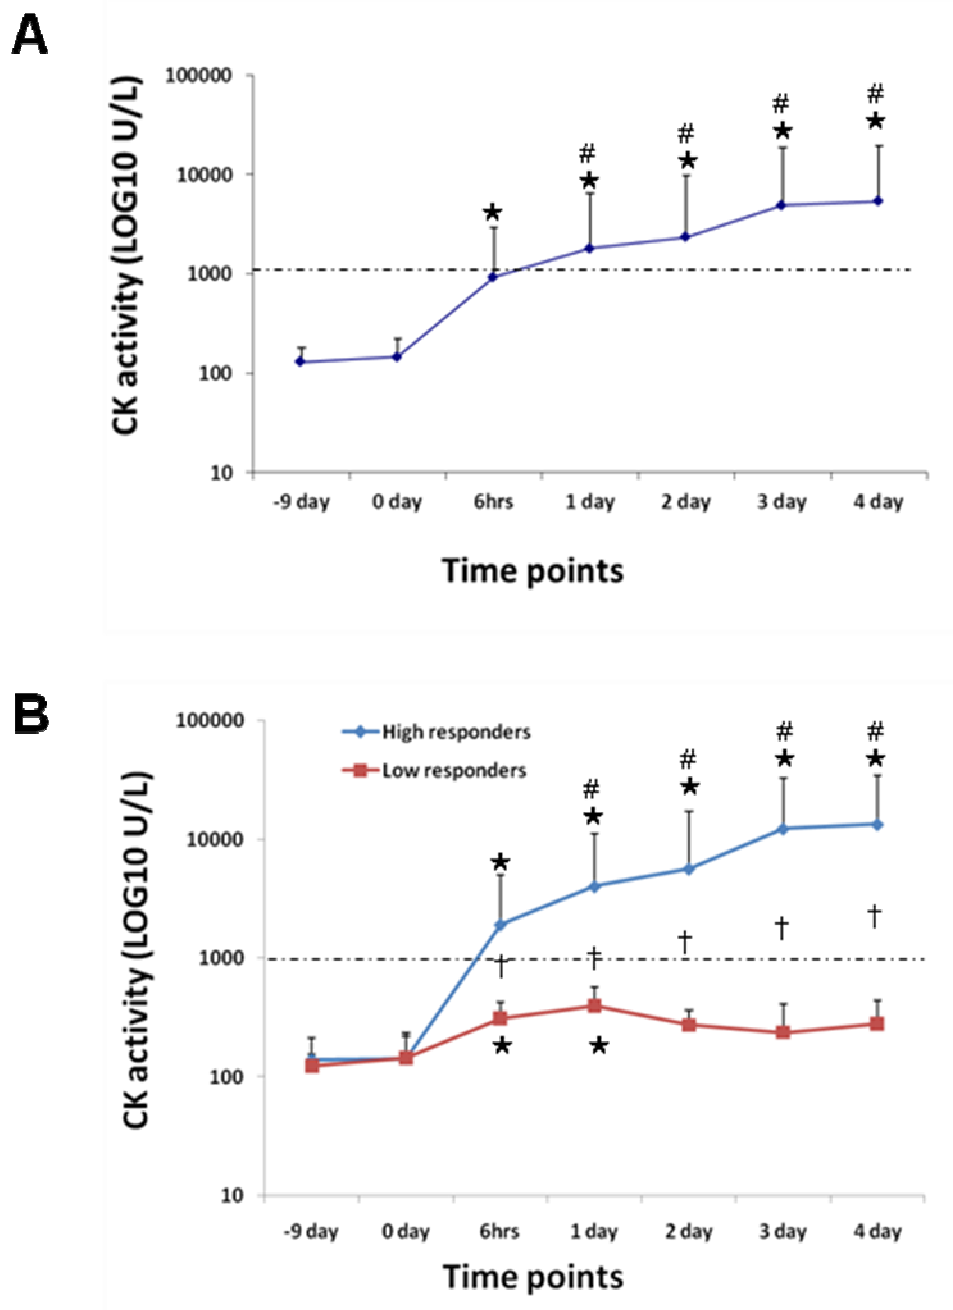 A
CK activity (LOG10 U/L)
100000
10000
1000
100
10
#
#
#
#
★
★
★
★
★
-9 day
0 day
6hrs
1 day
2 day
3 day
4 day
Time points
B
CK activity (LOG10 U/L)
100000
10000
1000
100
10
High responders
Low responders
#
#
#
#
★
★
★
★
★
†
†
†
†
†
★
★
-9 day
0 day
6hrs
1 day
2 day
3 day
4 day
Time points